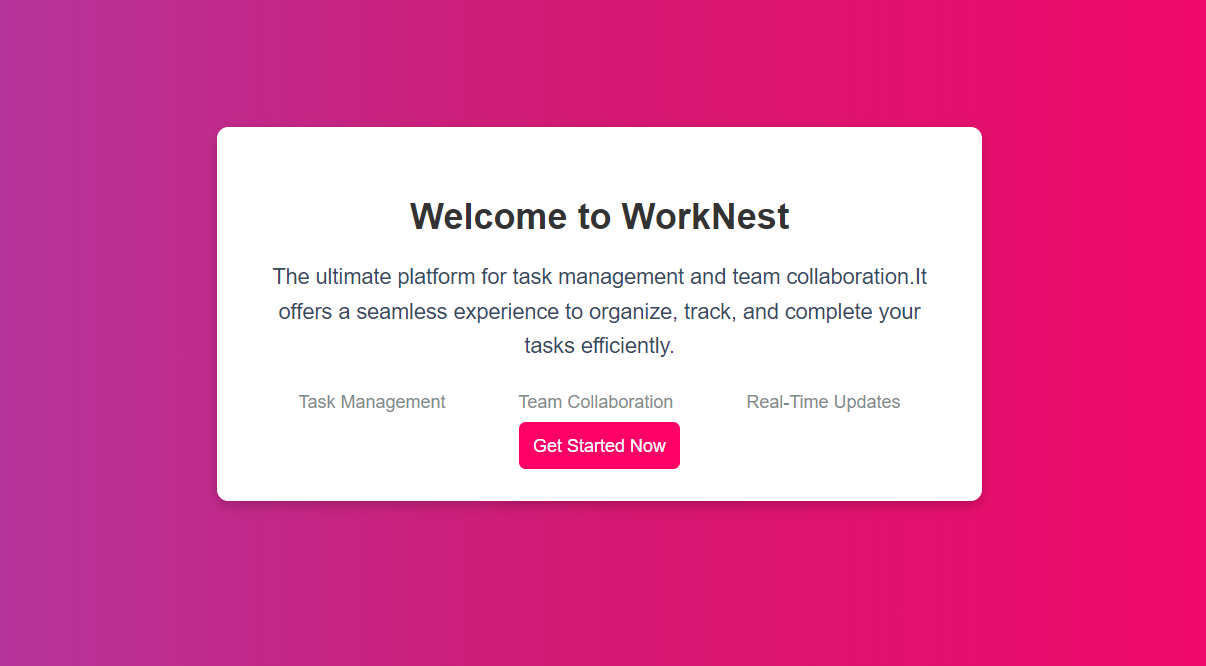 Welcome to WorkNest
The ultimate platform for task management and team collaboration.It
offers a seamless experience to organize, track, and complete your
tasks efficiently.
Task Management
Team Collaboration
Real-Time Updates
Get Started Now